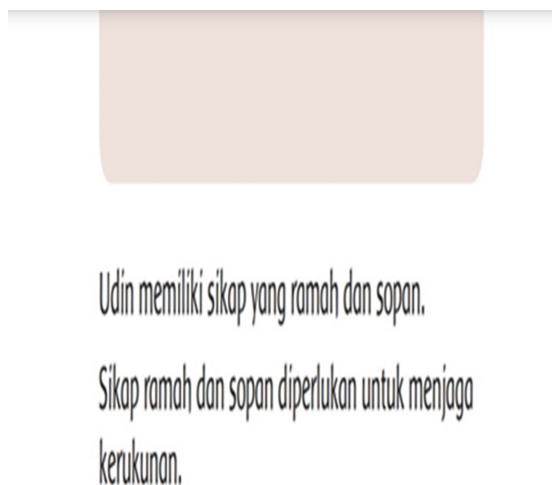 Udin memiliki sikap yang ramah dan sopan.
Sikap ramah dan sopan diperlukan untuk menjaga
kerukunan.